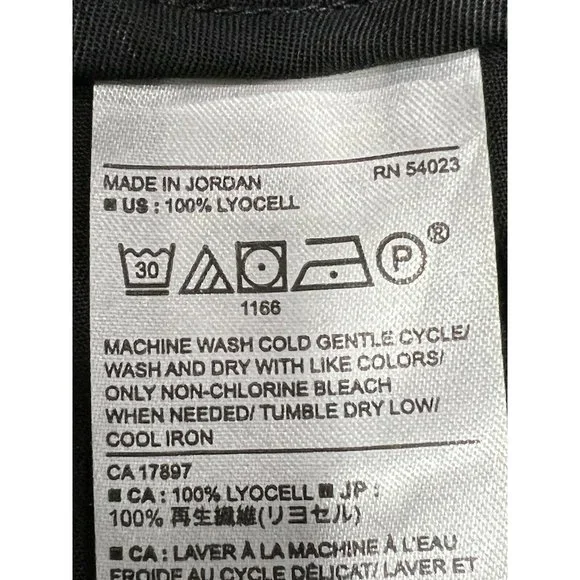 RN 54023
MADE IN JORDAN
US : 100% LYOCELL
30 P ®
1166
MACHINE WASH COLD GENTLE CYCLE/
WASH AND DRY WITH LIKE COLORS/
ONLY NON-CHLORINE BLEACH
WHEN NEEDED/ TUMBLE DRY LOW/
COOL IRON
CA 17897
CA : 100% LYOCELL ■ JP :
100% 再生繊維(リヨセル)
CA : LAVER À LA MACHINE À L'EAU
FROIDE AU CYCLE DÉLICAT/ LAVER ET